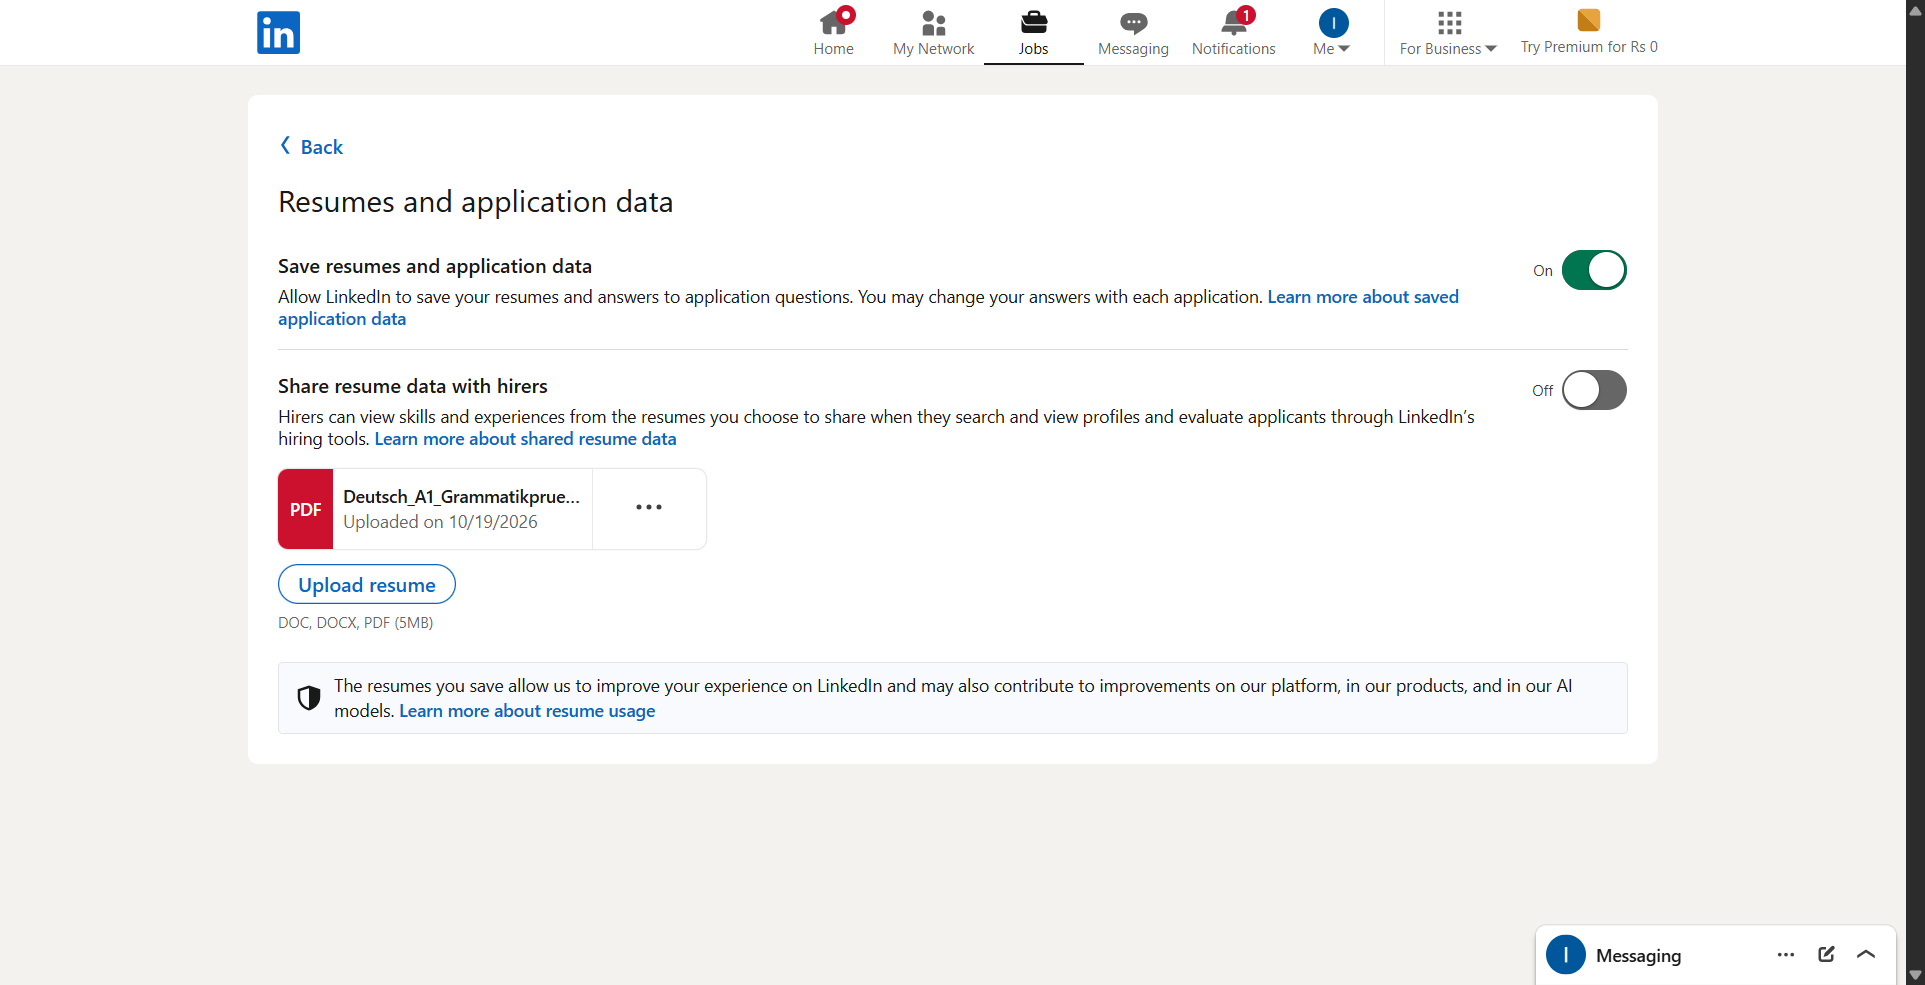 in
Home
My Network
Jobs
Messaging
1
Notifications
I
Me
For Business
Try Premium for Rs 0
Back
Resumes and application data
Save resumes and application data
On
Allow LinkedIn to save your resumes and answers to application questions. You may change your answers with each application. Learn more about saved
application data
Share resume data with hirers
Off
Hirers can view skills and experiences from the resumes you choose to share when they search and view profiles and evaluate applicants through LinkedIn's
hiring tools. Learn more about shared resume data
PDF
Deutsch_A1_Grammatikprue...
Uploaded on 10/19/2026
Upload resume
DOC, DOCX, PDF (5MB)
The resumes you save allow us to improve your experience on LinkedIn and may also contribute to improvements on our platform, in our products, and in our AI
models. Learn more about resume usage
I
Messaging